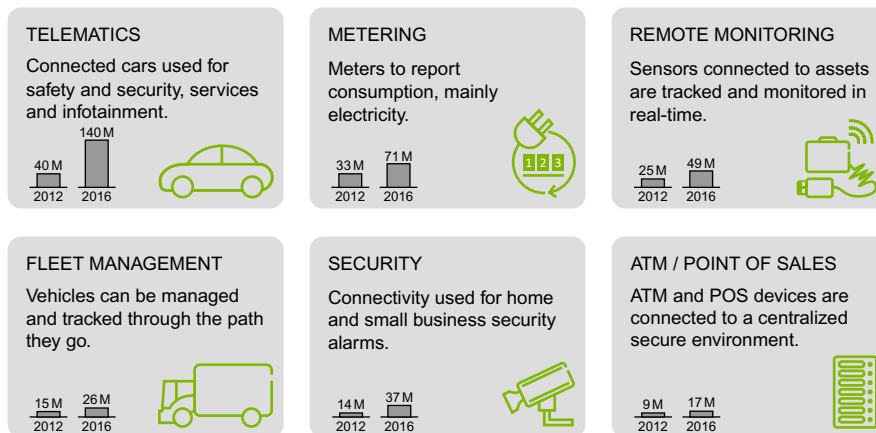 TELEMATICS
Connected cars used for
safety and security, services
and infotainment.
140 M
40 M
2012 2016
METERING
Meters to report
consumption, mainly
electricity.
1 2 3
71 M
33 M
2012 2016
REMOTE MONITORING
Sensors connected to assets
are tracked and monitored in
real-time.
49 M
25 M
2012 2016
FLEET MANAGEMENT
Vehicles can be managed
and tracked through the path
they go.
15 M 26 M
2012 2016
SECURITY
Connectivity used for home
and small business security
alarms.
37 M
14 M
2012 2016
ATM / POINT OF SALES
ATM and POS devices are
connected to a centralized
secure environment.
9 M 17 M
2012 2016